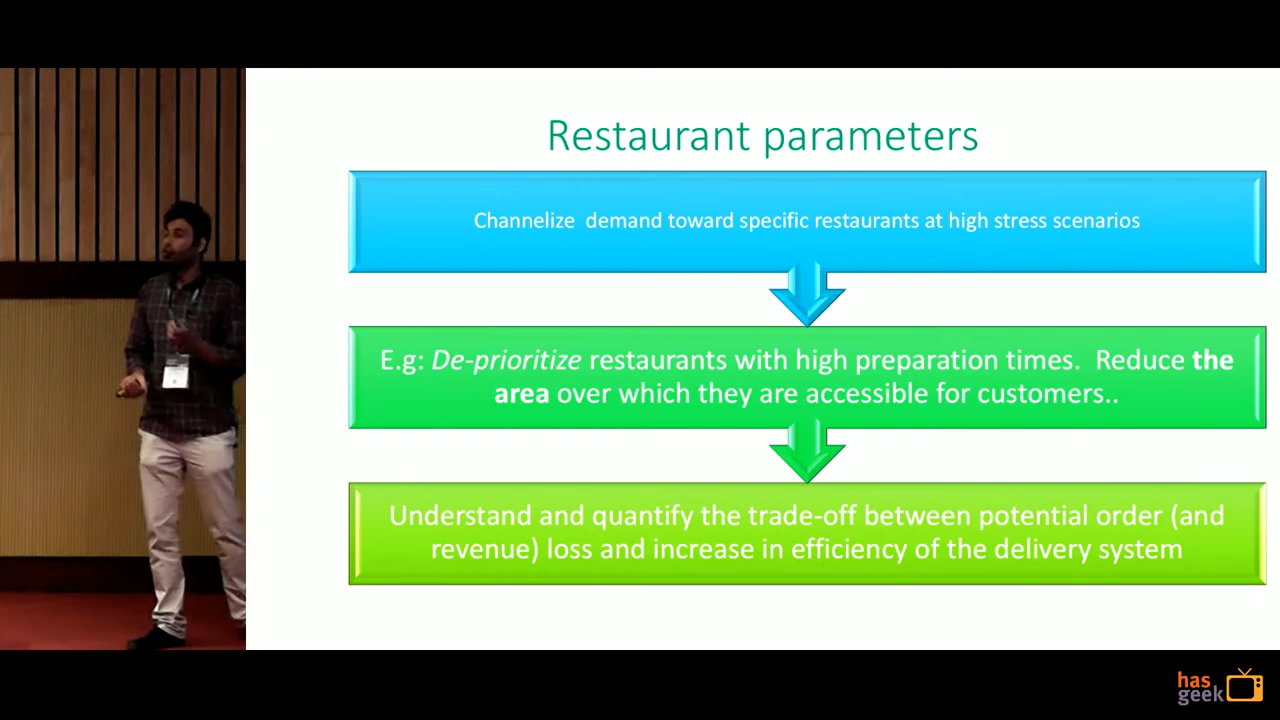 Restaurant parameters
Channelize demand toward specific restaurants at high stress scenarios
E.g: De-prioritize restaurants with high preparation times. Reduce the
area over which they are accessible for customers..
Understand and quantify the trade-off between potential order (and
revenue) loss and increase in efficiency of the delivery system
has
geek